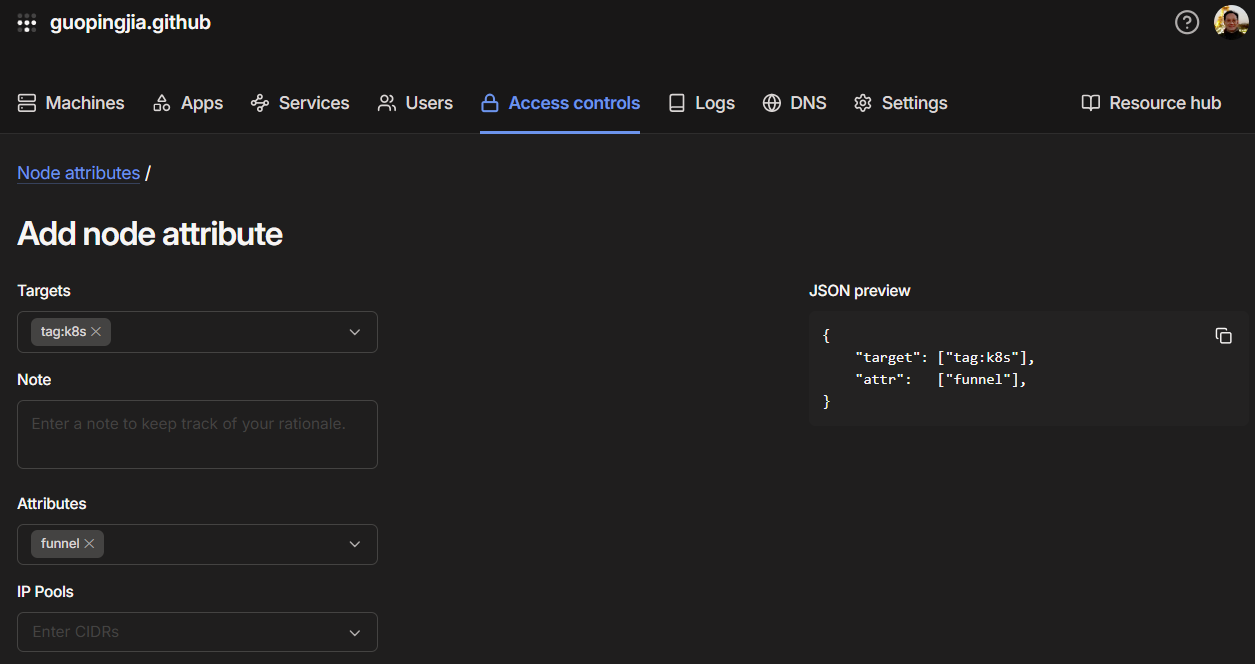 guopingjia.github
Machines Apps Services Users Access controls Logs DNS Settings Resource hub
Node attributes /
Add node attribute
Targets
tag:k8s
Note
Enter a note to keep track of your rationale.
Attributes
funnel
IP Pools
Enter CIDRs
JSON preview
{
    "target": ["tag:k8s"],
    "attr":   ["funnel"],
}